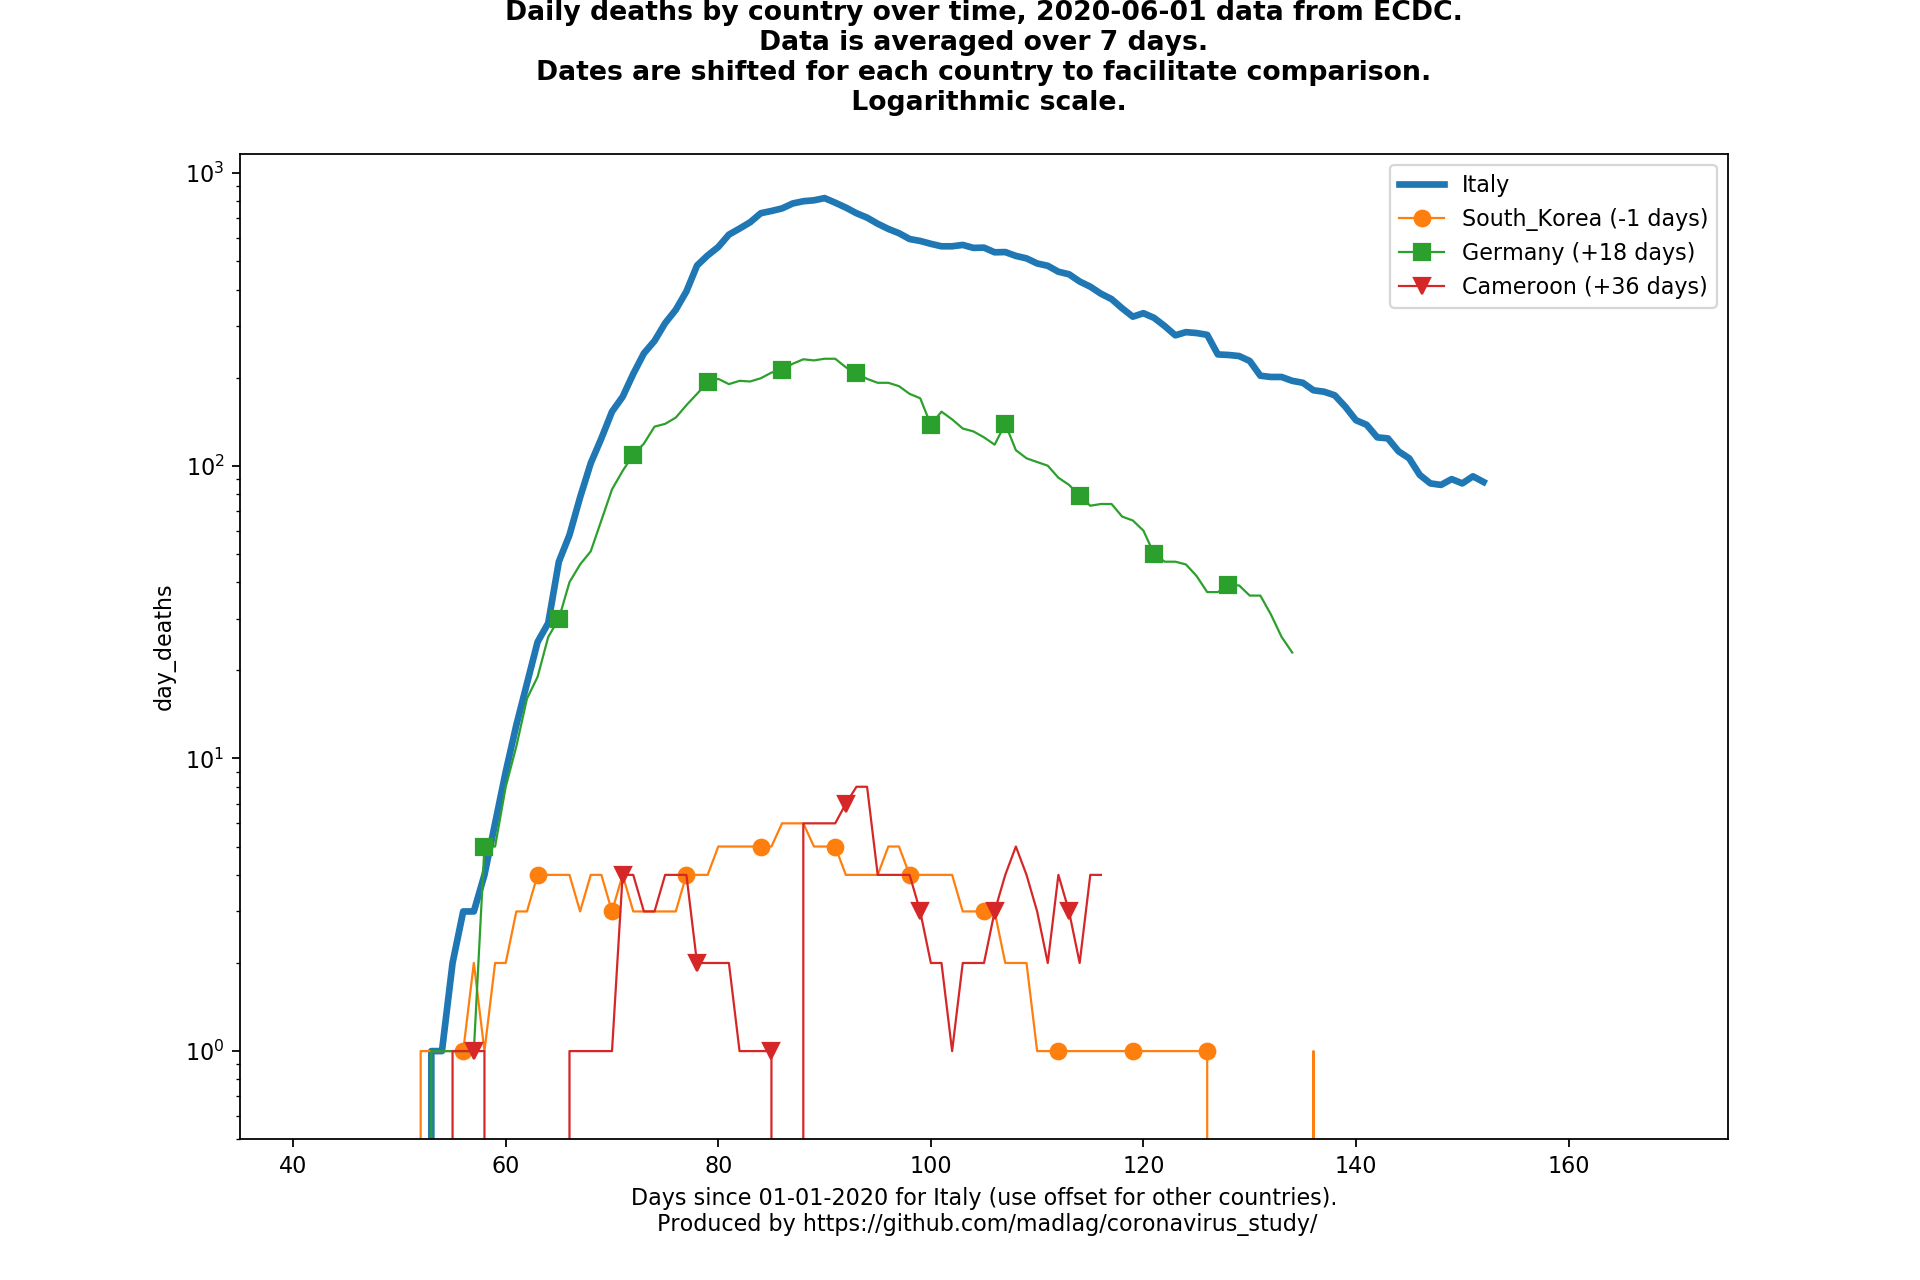 Daily deaths by country over time, 2020-06-01 data from ECDC.
Data is averaged over 7 days.
Dates are shifted for each country to facilitate comparison.
Logarithmic scale.
10³
10²
10¹
10⁰
day_deaths
Italy
South_Korea (-1 days)
Germany (+18 days)
Cameroon (+36 days)
40 60 80 100 120 140 160
Days since 01-01-2020 for Italy (use offset for other countries).
Produced by https://github.com/madlag/coronavirus_study/